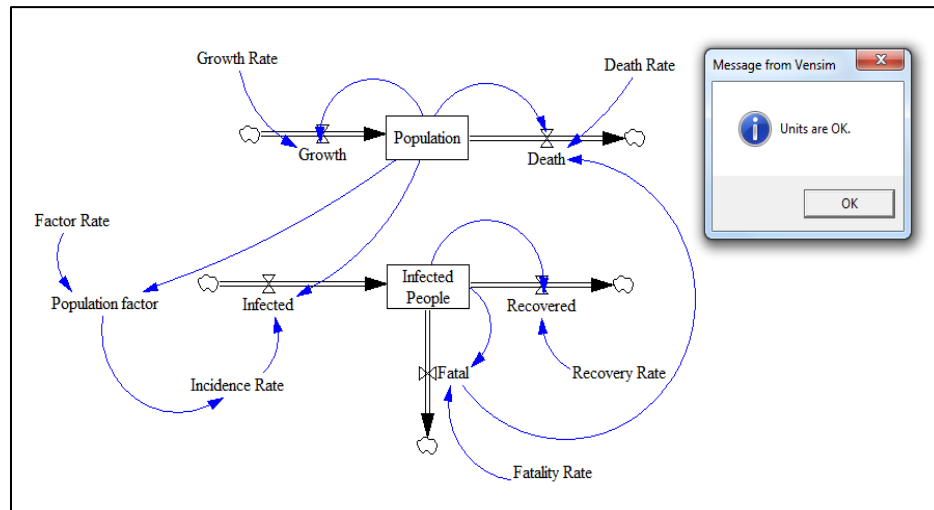 Growth Rate
Death Rate
Growth
Population
Death
Message from Vensim
Units are OK.
OK
Factor Rate
Population factor
Infected
Infected
People
Recovered
Incidence Rate
Fatal
Recovery Rate
Fatality Rate